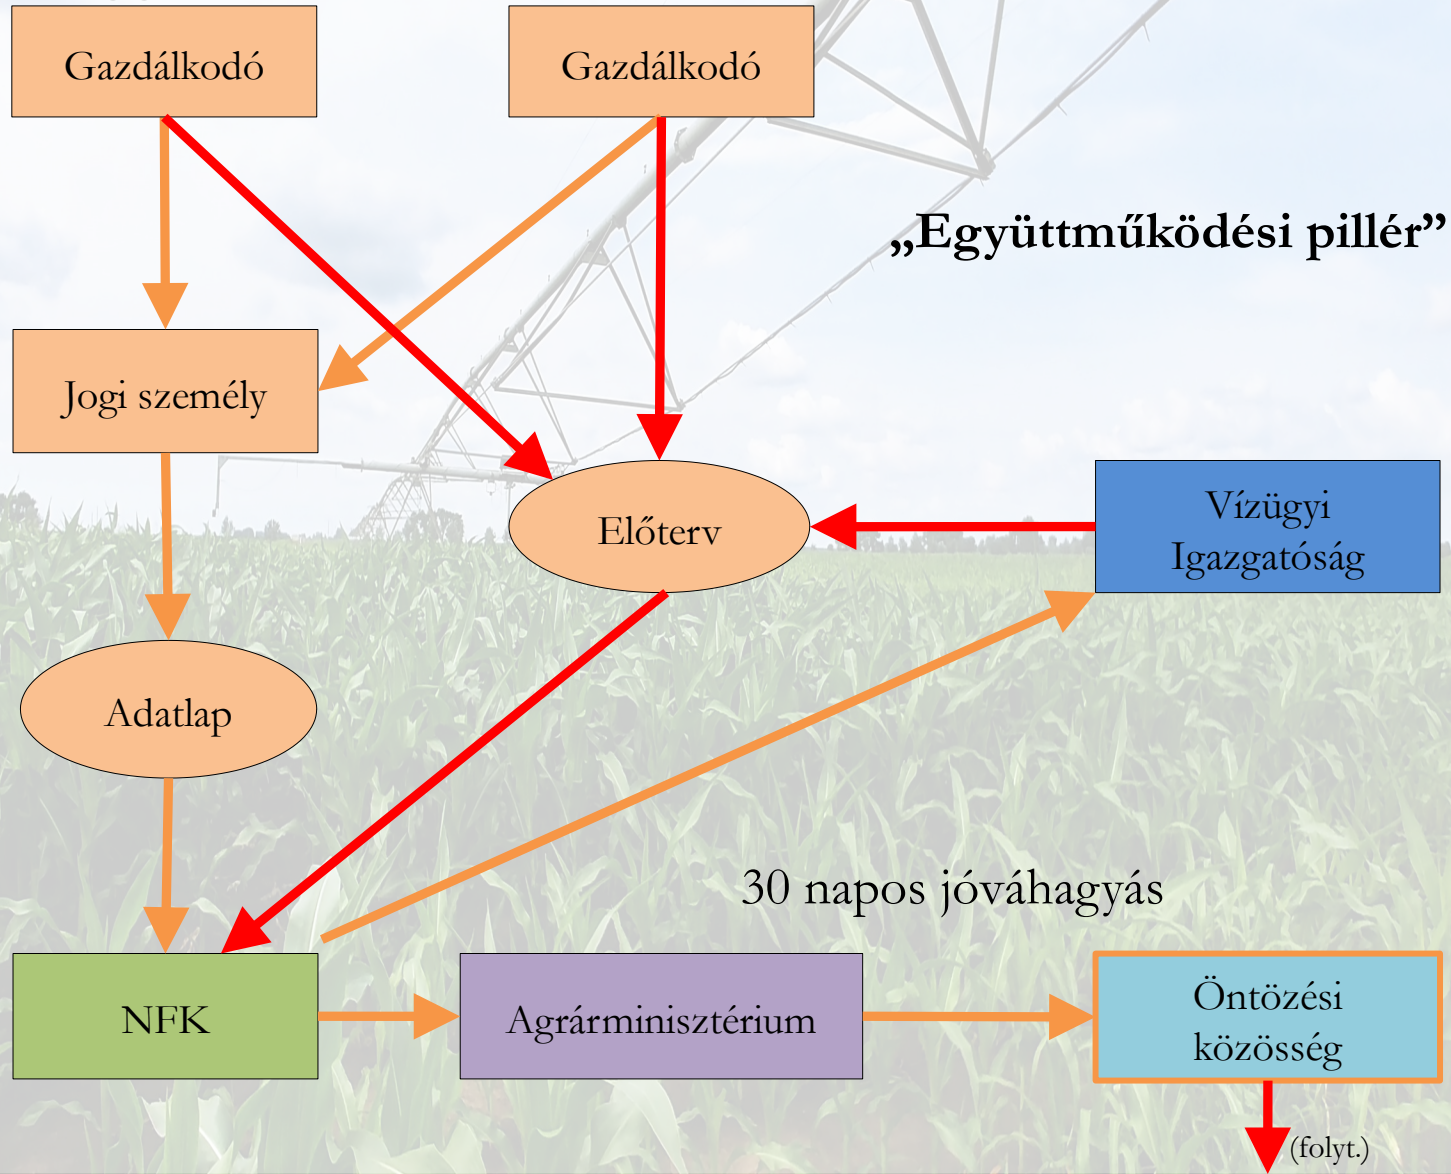 Gazdálkodó
Gazdálkodó
„Együttműködési pillér”
Jogi személy
Előterv
Vízügyi
Igazgatóság
Adatlap
30 napos jóváhagyás
NFK
Agrárminisztérium
Öntözési
közösség
(folyt.)